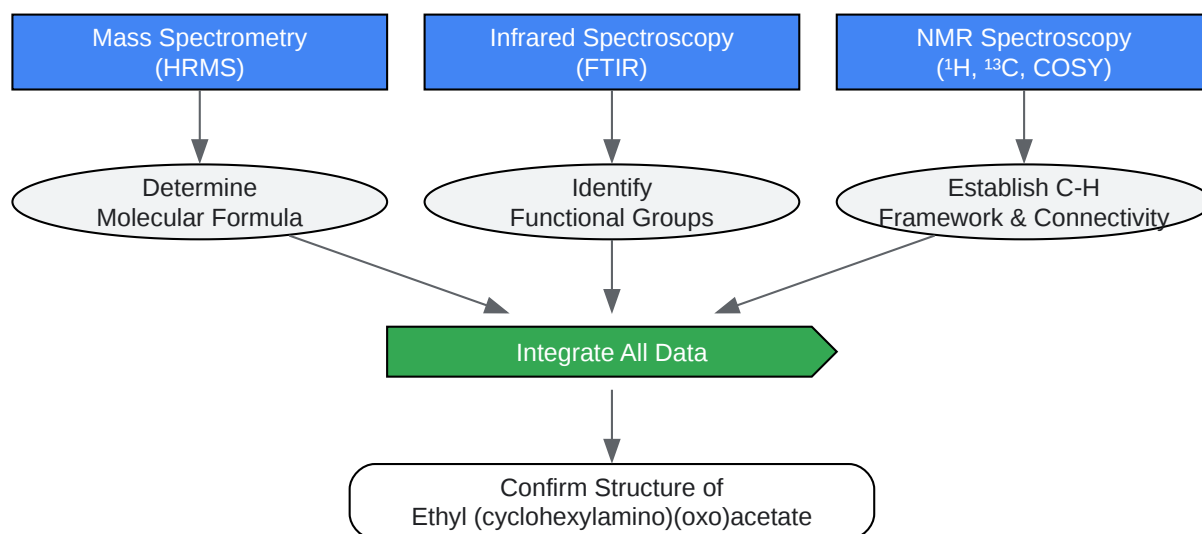 Mass Spectrometry
(HRMS)
Infrared Spectroscopy
(FTIR)
NMR Spectroscopy
(¹H, ¹³C, COSY)
Determine
Molecular Formula
Identify
Functional Groups
Establish C-H
Framework & Connectivity
Integrate All Data
Confirm Structure of
Ethyl (cyclohexylamino)(oxo)acetate